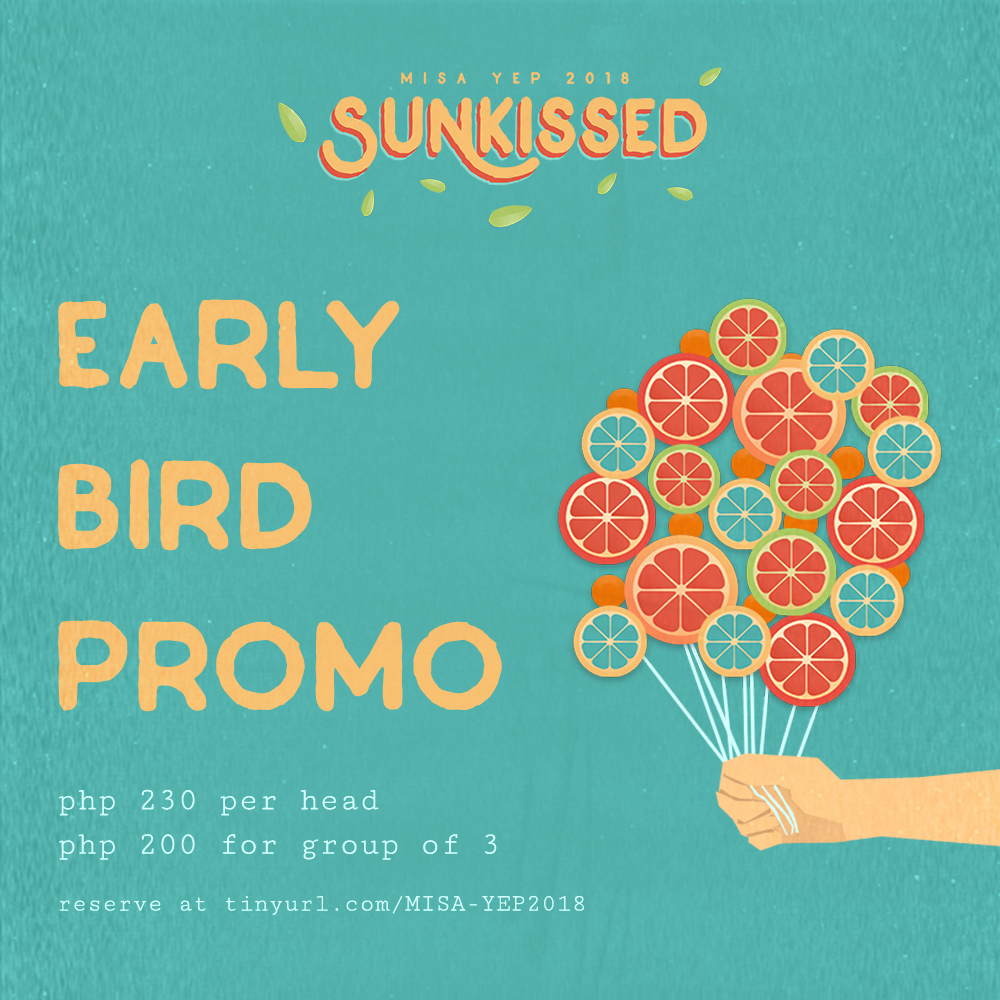 MISA YEP 2018
SUNKISSED
EARLY
BIRD
PROMO
php 230 per head
php 200 for group of 3
reserve at tinyurl.com/MISA-YEP2018